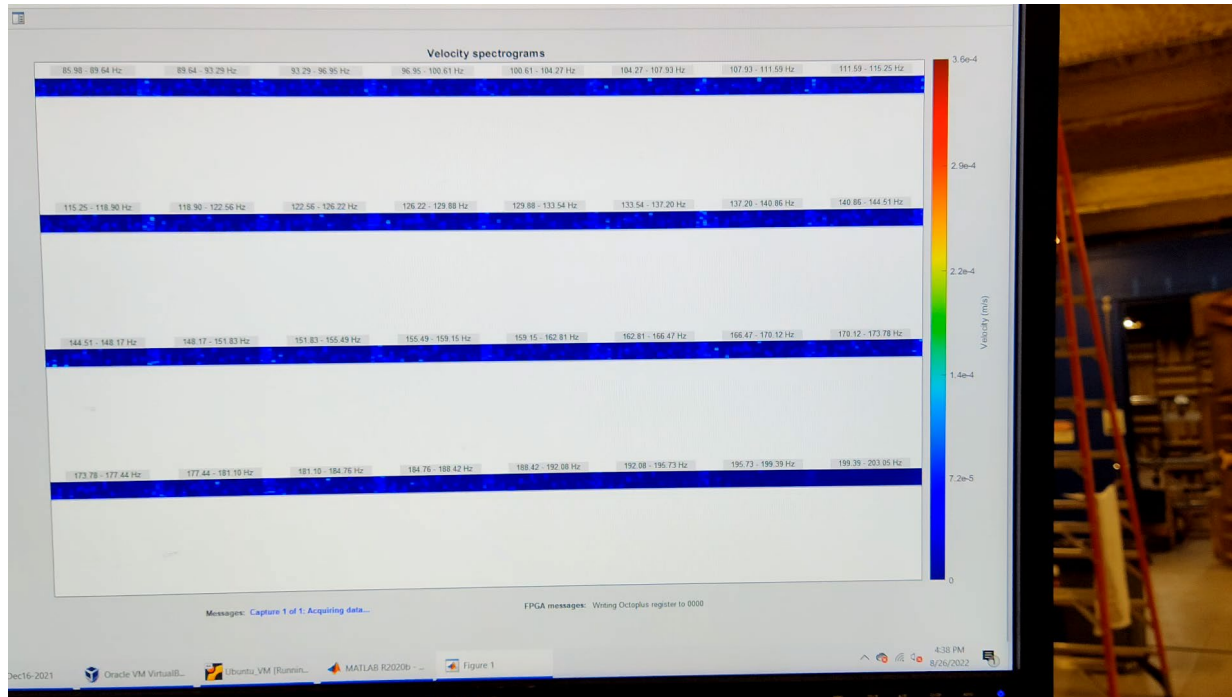 Velocity spectrograms
85.98 - 89.64 Hz
89.64 - 93.29 Hz
93.29 - 96.95 Hz
96.95 - 100.61 Hz
100.61 - 104.27 Hz
104.27 - 107.93 Hz
107.93 - 111.59 Hz
111.59 - 115.25 Hz
3.6e-4
2.9e-4
115.25 - 118.90 Hz
118.90 - 122.56 Hz
122.56 - 126.22 Hz
126.22 - 129.88 Hz
129.88 - 133.54 Hz
133.54 - 137.20 Hz
137.20 - 140.86 Hz
140.86 - 144.51 Hz
2.2e-4
Velocity (m/s)
144.51 - 148.17 Hz
148.17 - 151.83 Hz
151.83 - 155.49 Hz
155.49 - 159.15 Hz
159.15 - 162.81 Hz
162.81 - 166.47 Hz
166.47 - 170.12 Hz
170.12 - 173.78 Hz
1.4e-4
173.78 - 177.44 Hz
177.44 - 181.10 Hz
181.10 - 184.76 Hz
184.76 - 188.42 Hz
188.42 - 192.08 Hz
192.08 - 195.73 Hz
195.73 - 199.39 Hz
199.39 - 203.05 Hz
7.2e-5
0
Messages: Capture 1 of 1: Acquiring data...
FPGA messages: Writing Octoplus register to 0000
Dec16-2021
Oracle VM VirtualB...
Ubuntu_VM [Runnin...
MATLAB R2020b - ...
Figure 1
4:38 PM
8/26/2022